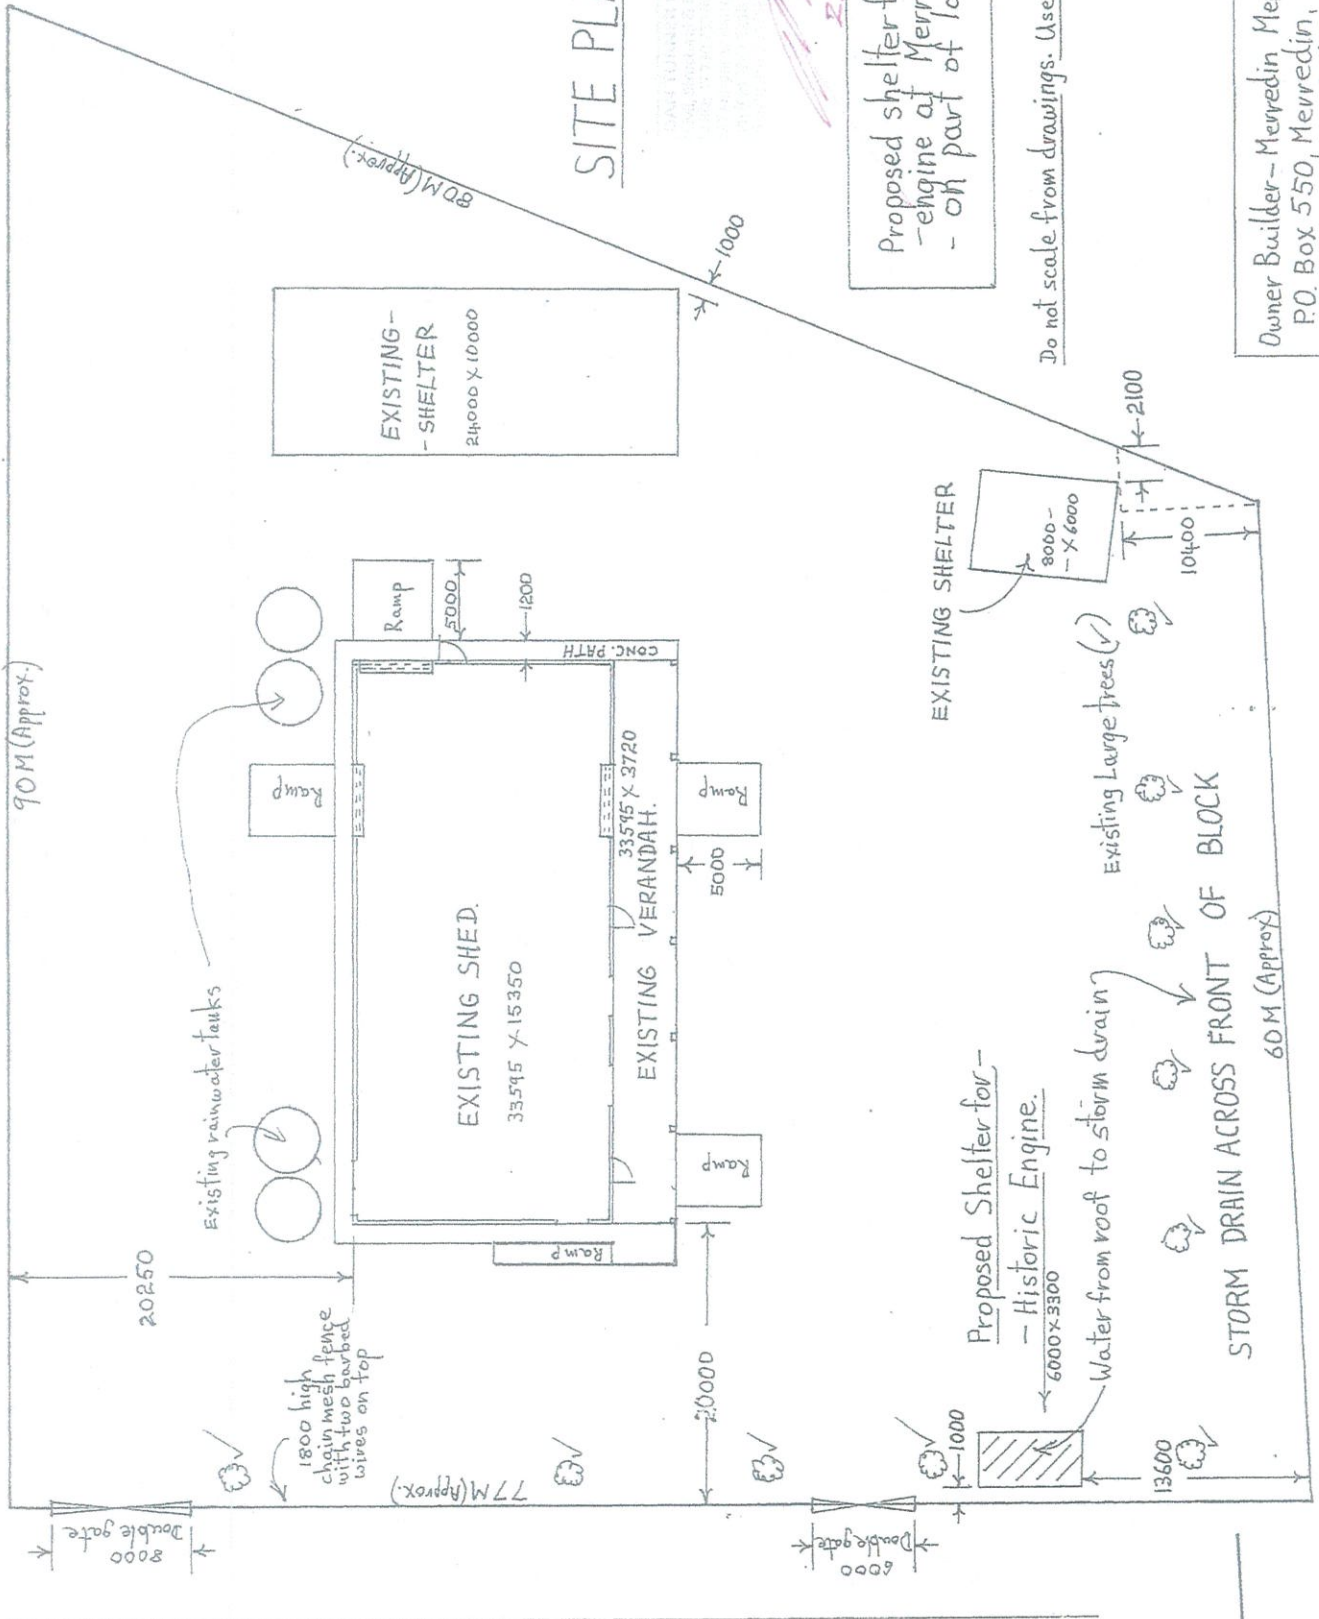 90M (Approx.)
80M (Approx.)
SITE PL
Existing rainwater tanks
20250
8000
Double gate
1800 high
chain mesh fence
with two barbed
wires on top
77M (Approx.)
EXISTING SHED.
33595 X 15350
EXISTING VERANDAH.
33595 X 3720
CONC. PATH
Ramp
Ramp
Ramp
Ramp
Ramp
5000
1200
5000
20000
EXISTING-
- SHELTER
24000 X 10000
1000
Proposed shelter f
-engine at Merr
- on part of lo
Do not scale from drawings. Use
EXISTING SHELTER
8000-
- X 6000
2100
10400
Existing Large trees (✓)
6000
Double gate
1000
Proposed Shelter for-
- Historic Engine.
6000x3300
Water from roof to storm drain
13600
STORM DRAIN ACROSS FRONT OF BLOCK
60M (Approx)
Owner Builder-Merredin Me
P.O. Box 550, Merredin,